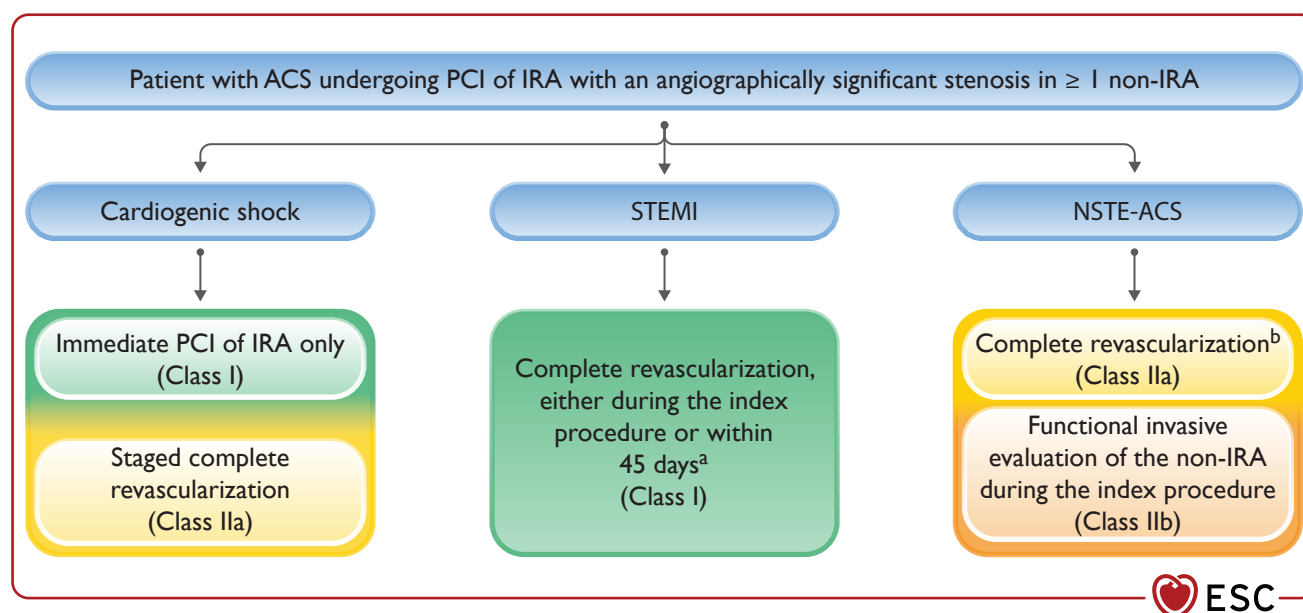 Patient with ACS undergoing PCI of IRA with an angiographically significant stenosis in ≥ 1 non-IRA
Cardiogenic shock
STEMI
NSTE-ACS
Immediate PCI of IRA only
(Class I)
Staged complete
revascularization
(Class IIa)
Complete revascularization,
either during the index
procedure or within
45 daysᵃ
(Class I)
Complete revascularizationᵇ
(Class IIa)
Functional invasive
evaluation of the non-IRA
during the index procedure
(Class IIb)
ESC